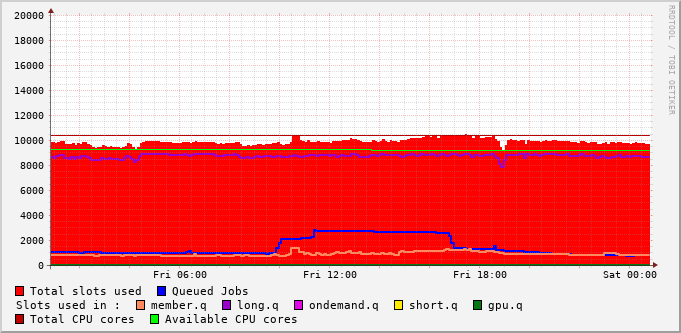 20000
18000
16000
14000
12000
10000
8000
6000
4000
2000
0
Fri 06:00 Fri 12:00 Fri 18:00 Sat 00:00
Total slots used Queued Jobs
Slots used in : member.q long.q ondemand.q short.q gpu.q
Total CPU cores Available CPU cores
RRDTOOL / TOBI OETIKER